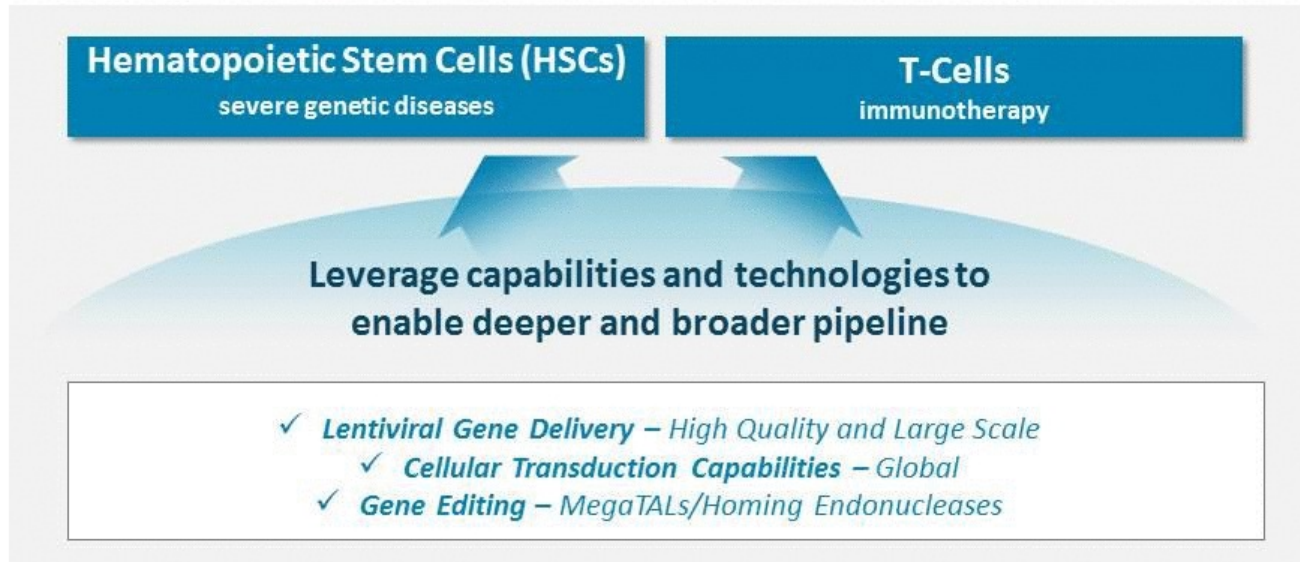 Hematopoietic Stem Cells (HSCs)
severe genetic diseases
T-Cells
immunotherapy
Leverage capabilities and technologies to
enable deeper and broader pipeline
✓ Lentiviral Gene Delivery – High Quality and Large Scale
✓ Cellular Transduction Capabilities – Global
✓ Gene Editing – MegaTALs/Homing Endonucleases